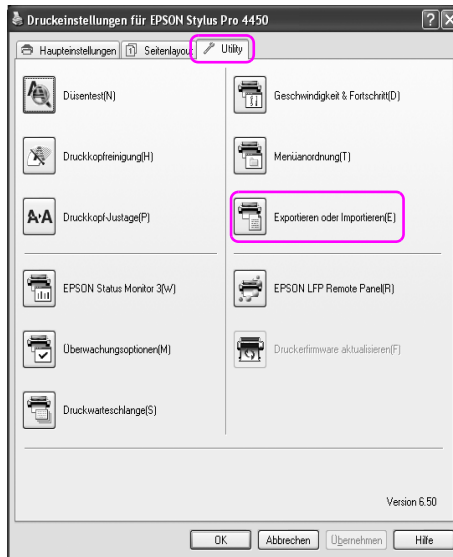 Druckeinstellungen für EPSON Stylus Pro 4450
Haupteinstellungen
Seitenlayout
Utility
Düsentest(N)
Geschwindigkeit & Fortschritt(D)
Druckkopfreinigung(H)
Menüanordnung(T)
Druckkopf-Justage(P)
Exportieren oder Importieren(E)
EPSON Status Monitor 3(W)
EPSON LFP Remote Panel(R)
Überwachungsoptionen(M)
Druckerfirmware aktualisieren(F)
Druckwarteschlange(S)
Version 6.50
OK
Abbrechen
Übernehmen
Hilfe